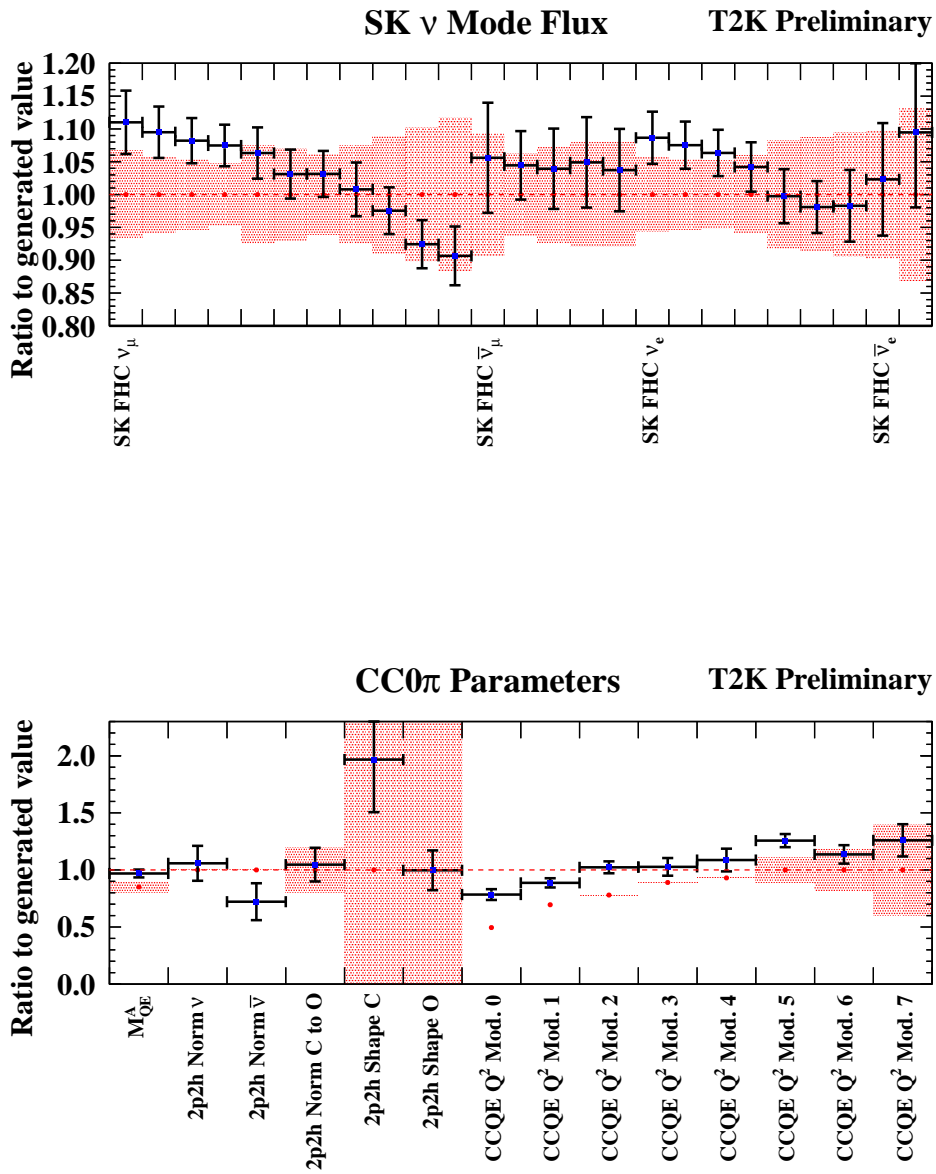 SK ν Mode Flux
T2K Preliminary
Ratio to generated value
1.20
1.15
1.10
1.05
1.00
0.95
0.90
0.85
0.80
SK FHC ν_μ
SK FHC ν̅_μ
SK FHC ν_e
SK FHC ν̅_e
CC0π Parameters
T2K Preliminary
Ratio to generated value
2.0
1.5
1.0
0.5
0.0
M^A_QE
2p2h Norm ν
2p2h Norm ν̅
2p2h Norm C to O
2p2h Shape C
2p2h Shape O
CCQE Q² Mod. 0
CCQE Q² Mod. 1
CCQE Q² Mod. 2
CCQE Q² Mod. 3
CCQE Q² Mod. 4
CCQE Q² Mod. 5
CCQE Q² Mod. 6
CCQE Q² Mod. 7